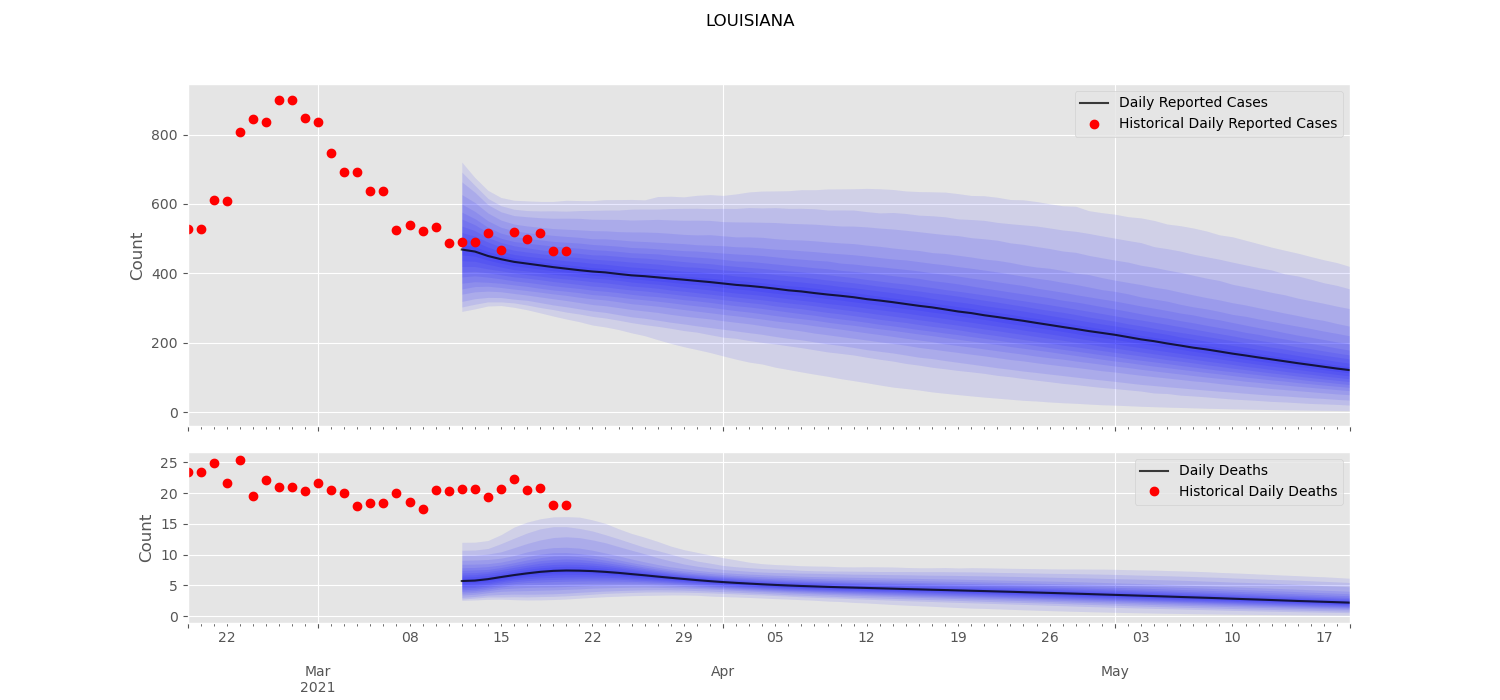 LOUISIANA
Count
800
600
400
200
0
Daily Reported Cases
Historical Daily Reported Cases
Count
25
20
15
10
5
0
Daily Deaths
Historical Daily Deaths
22 08 15 22 29 05 12 19 26 03 10 17
Mar Apr May
2021